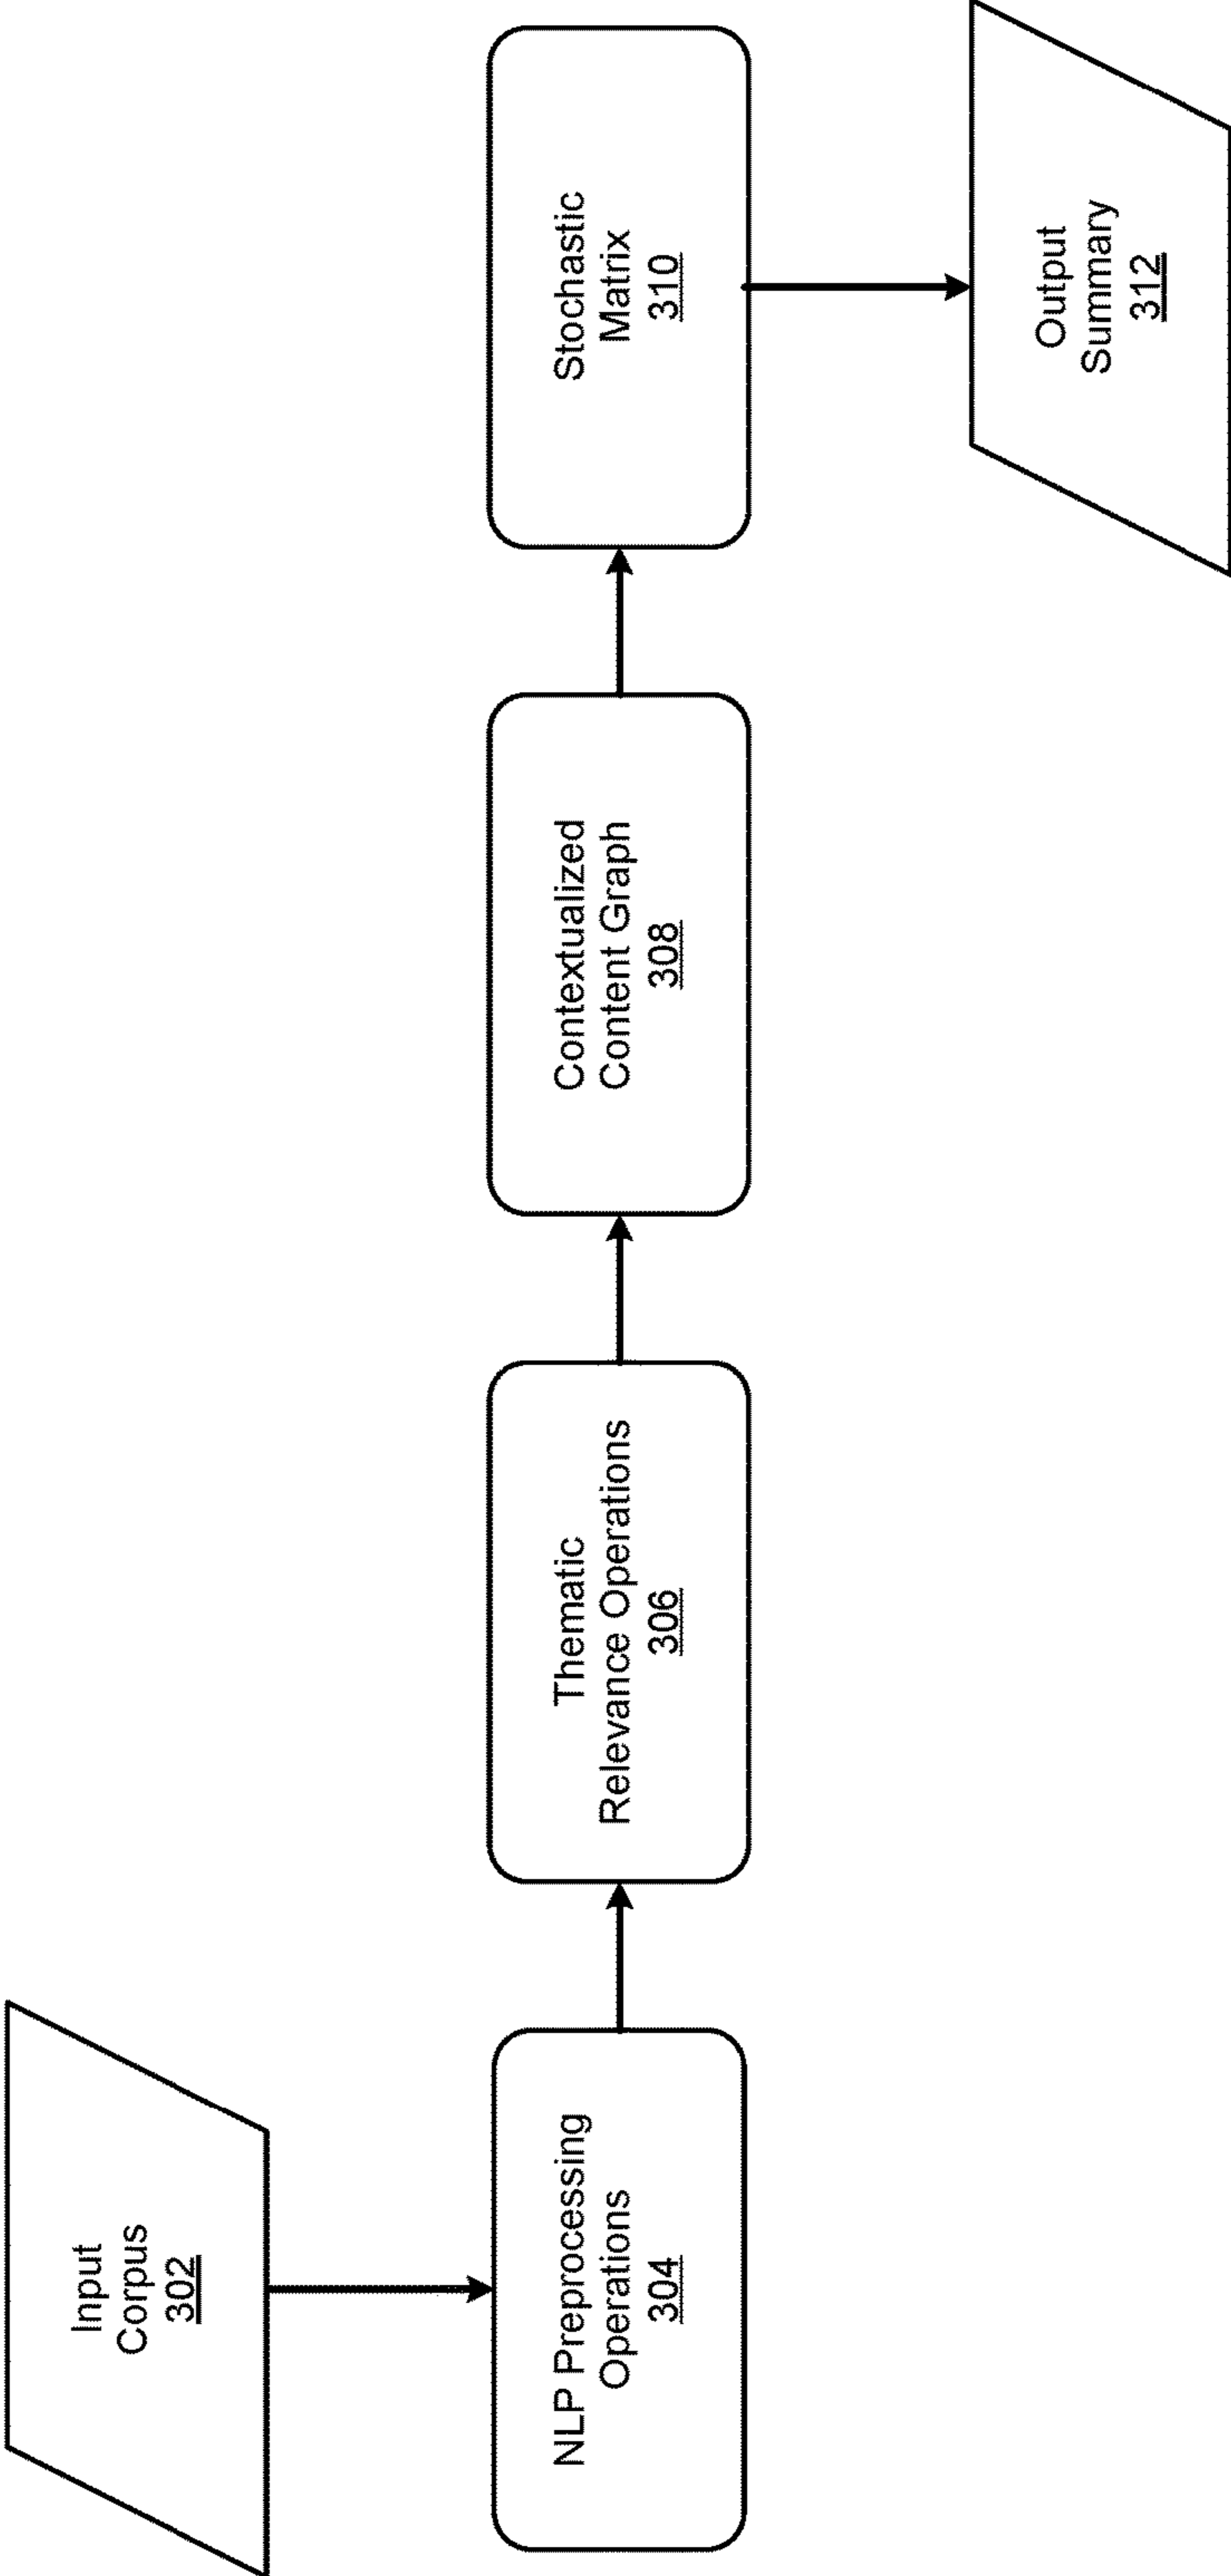 Input
Corpus
302
NLP Preprocessing
Operations
304
Thematic
Relevance Operations
306
Contextualized
Content Graph
308
Stochastic
Matrix
310
Output
Summary
312